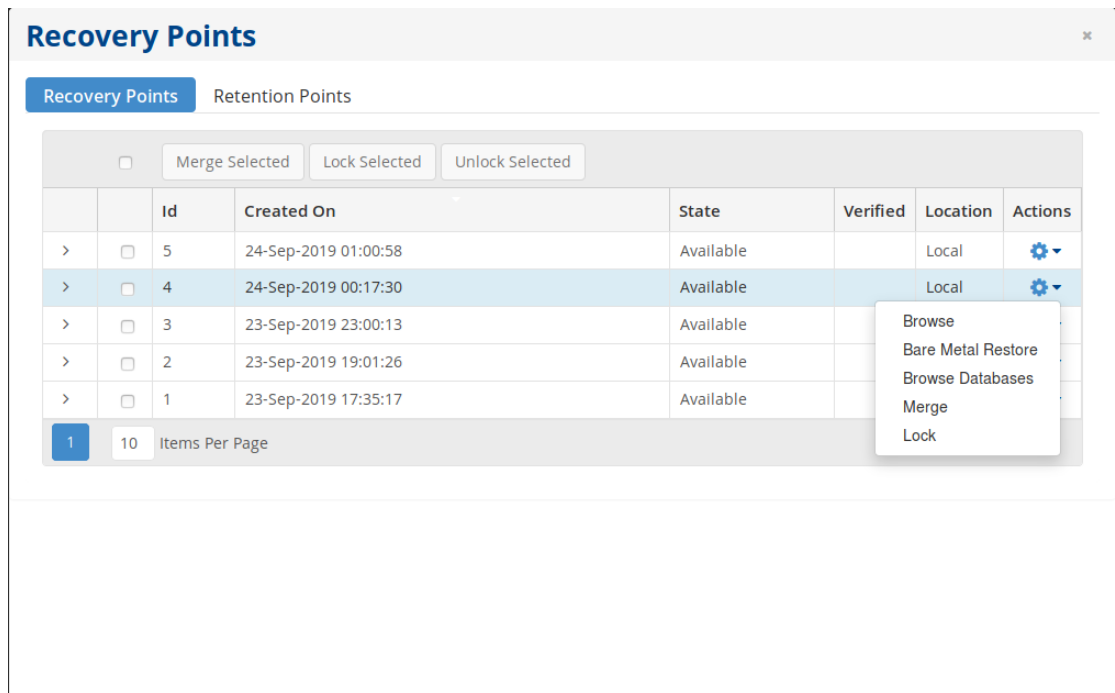 Recovery Points
Recovery Points Retention Points
Merge Selected Lock Selected Unlock Selected
Id Created On State Verified Location Actions
5 24-Sep-2019 01:00:58 Available Local
4 24-Sep-2019 00:17:30 Available Local
3 23-Sep-2019 23:00:13 Available
2 23-Sep-2019 19:01:26 Available
1 23-Sep-2019 17:35:17 Available
Browse
Bare Metal Restore
Browse Databases
Merge
Lock
1 10 Items Per Page